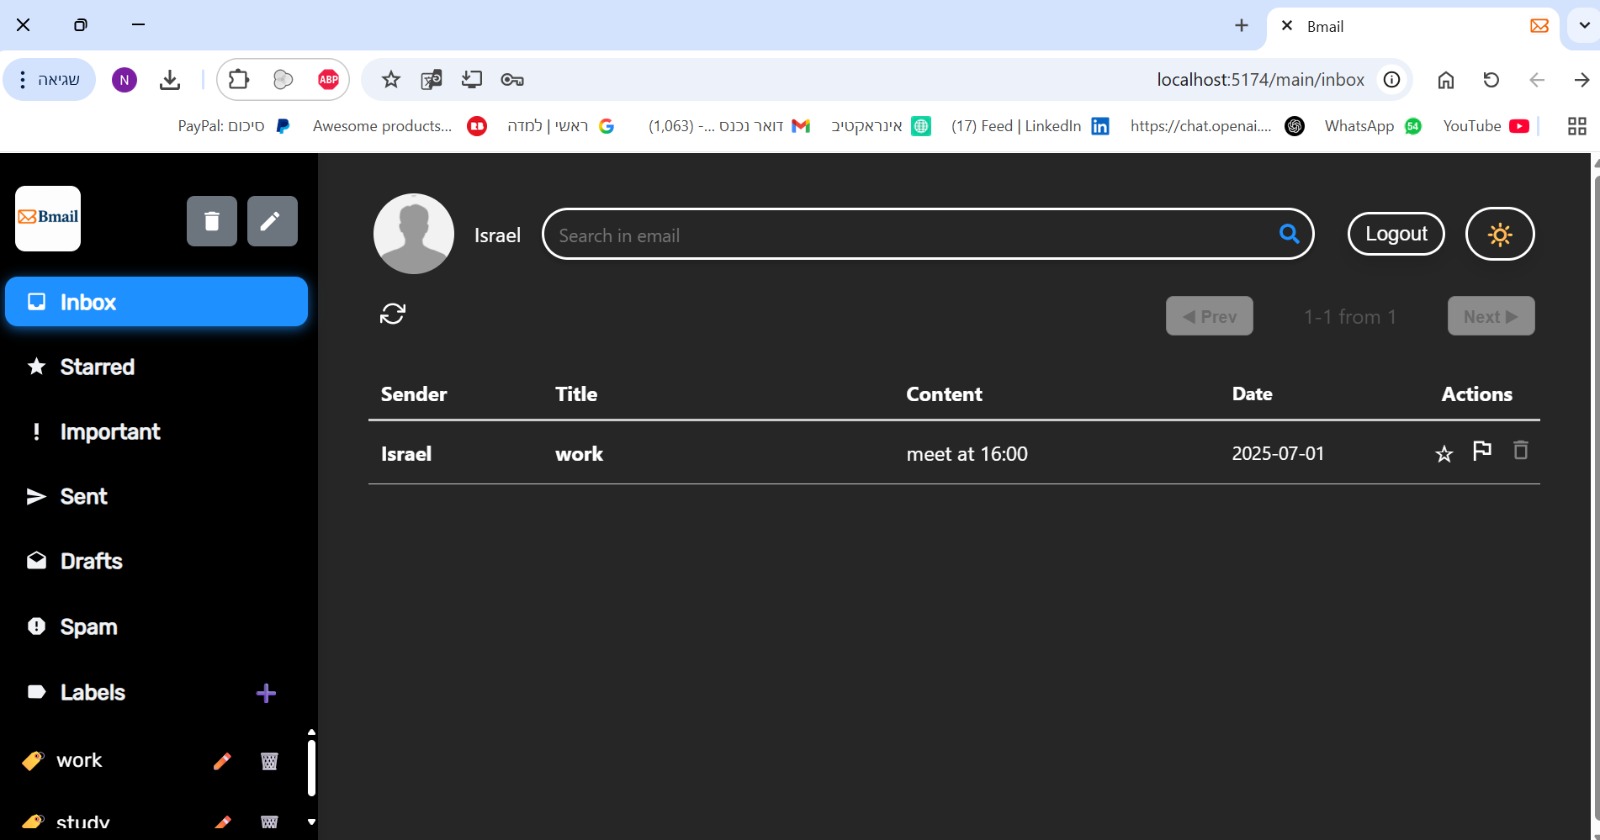 Bmail
שגיאה
N
ABP
localhost:5174/main/inbox
PayPal: סיכום
Awesome products...
ראשי | למדה
דואר נכנס ...- (1,063)
אינראקטיב
(17) Feed | LinkedIn
https://chat.openai....
WhatsApp
54
YouTube
Bmail
Israel
Search in email
Logout
Inbox
Prev
1-1 from 1
Next
Starred
Important
Sent
Drafts
Spam
Labels
work
study
Sender Title Content Date Actions
Israel work meet at 16:00 2025-07-01